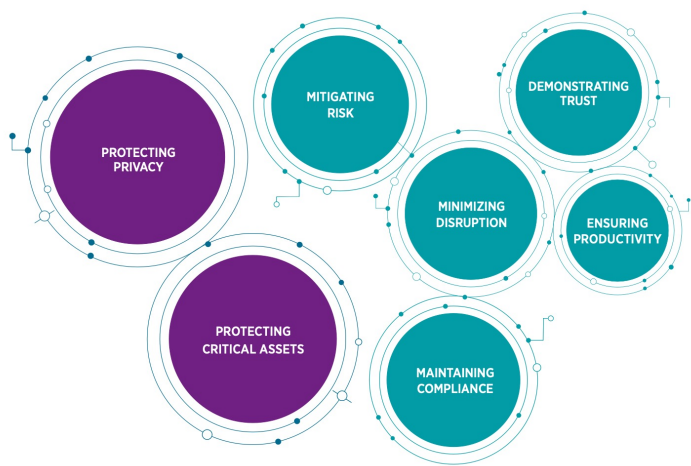 PROTECTING
PRIVACY
MITIGATING
RISK
DEMONSTRATING
TRUST
MINIMIZING
DISRUPTION
ENSURING
PRODUCTIVITY
PROTECTING
CRITICAL ASSETS
MAINTAINING
COMPLIANCE